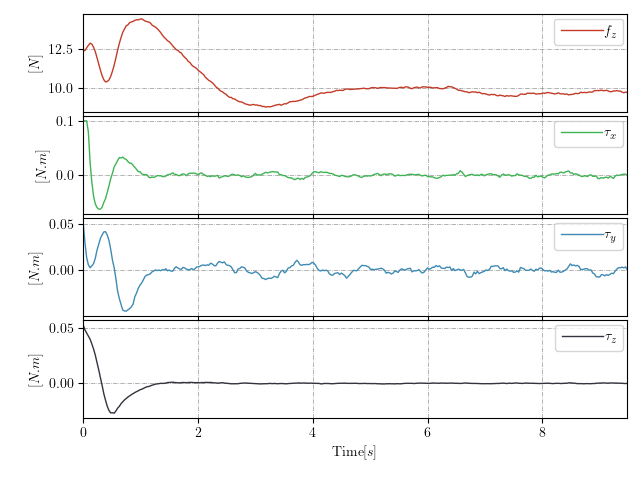 f_z
12.5
[N]
10.0
0.1
τ_x
[N.m]
0.0
0.05
τ_y
[N.m]
0.00
0.05
τ_z
[N.m]
0.00
0 2 4 6 8
Time[s]